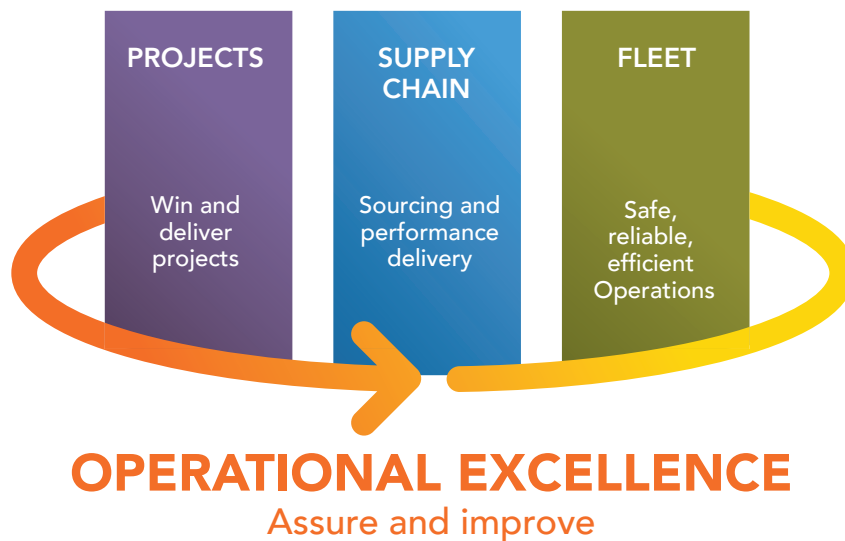 PROJECTS
Win and
deliver
projects
SUPPLY
CHAIN
Sourcing and
performance
delivery
FLEET
Safe,
reliable,
efficient
Operations
OPERATIONAL EXCELLENCE
Assure and improve